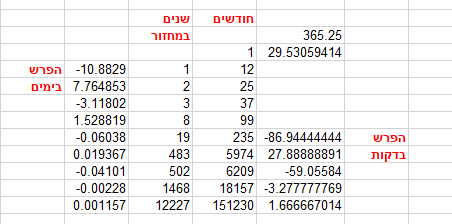 חודשים שנים
365.25 במחזור
29.53059414 1
12 1 -10.8829 הפרש
25 2 7.764853 בימים
37 3 -3.11802
99 8 1.528819
הפרש -86.94444444 235 19 -0.06038
בדקות 27.88888891 5974 483 0.019367
-59.05584 6209 502 -0.04101
-3.277777769 18157 1468 -0.00228
1.666667014 151230 12227 0.001157